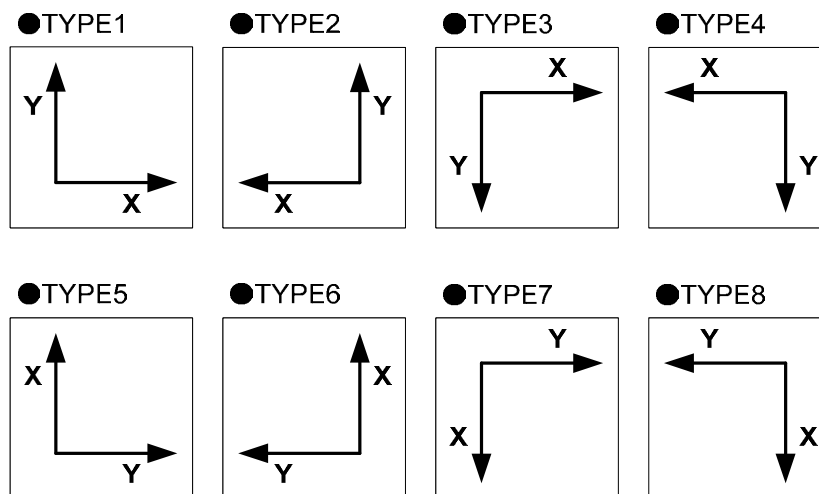 ●TYPE1 ●TYPE2 ●TYPE3 ●TYPE4
X X
Y Y
Y Y
X X
●TYPE5 ●TYPE6 ●TYPE7 ●TYPE8
Y Y
X X
X X
Y Y